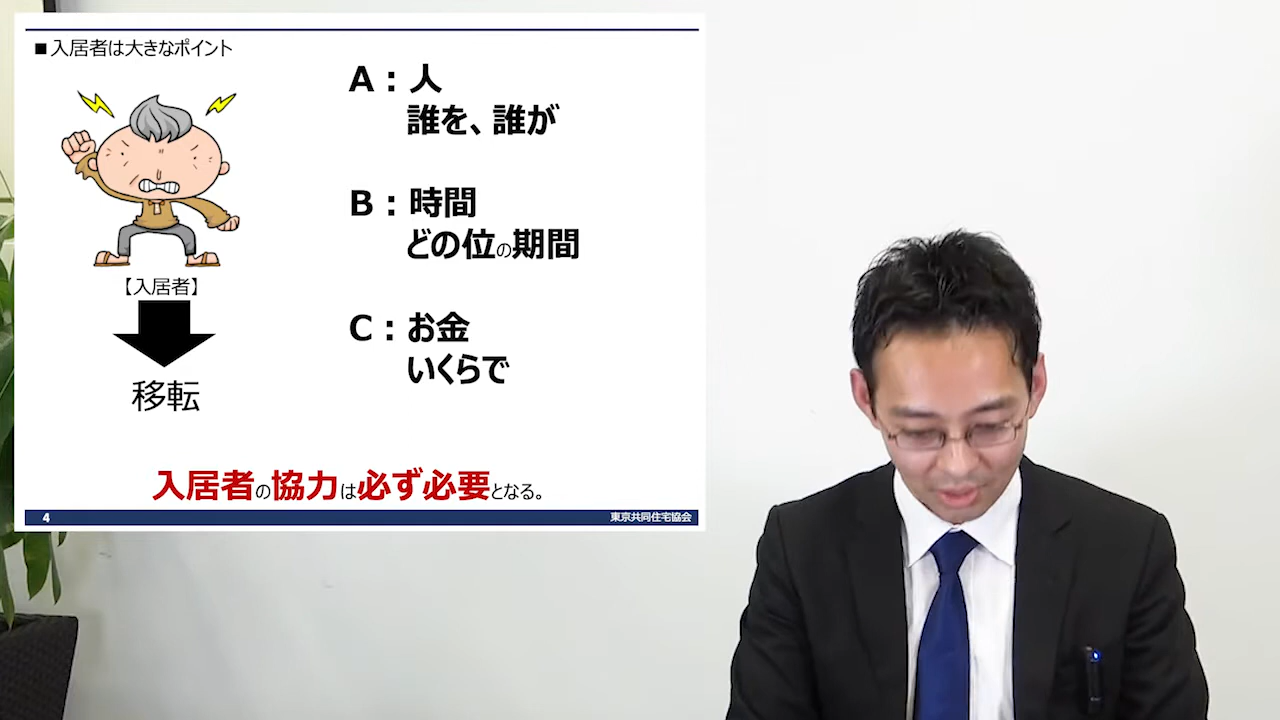 ■入居者は大きなポイント
A：人
誰を、誰が
B：時間
どの位の期間
【入居者】
C：お金
いくらで
移転
入居者の協力は必ず必要となる。
4
東京共同住宅協会